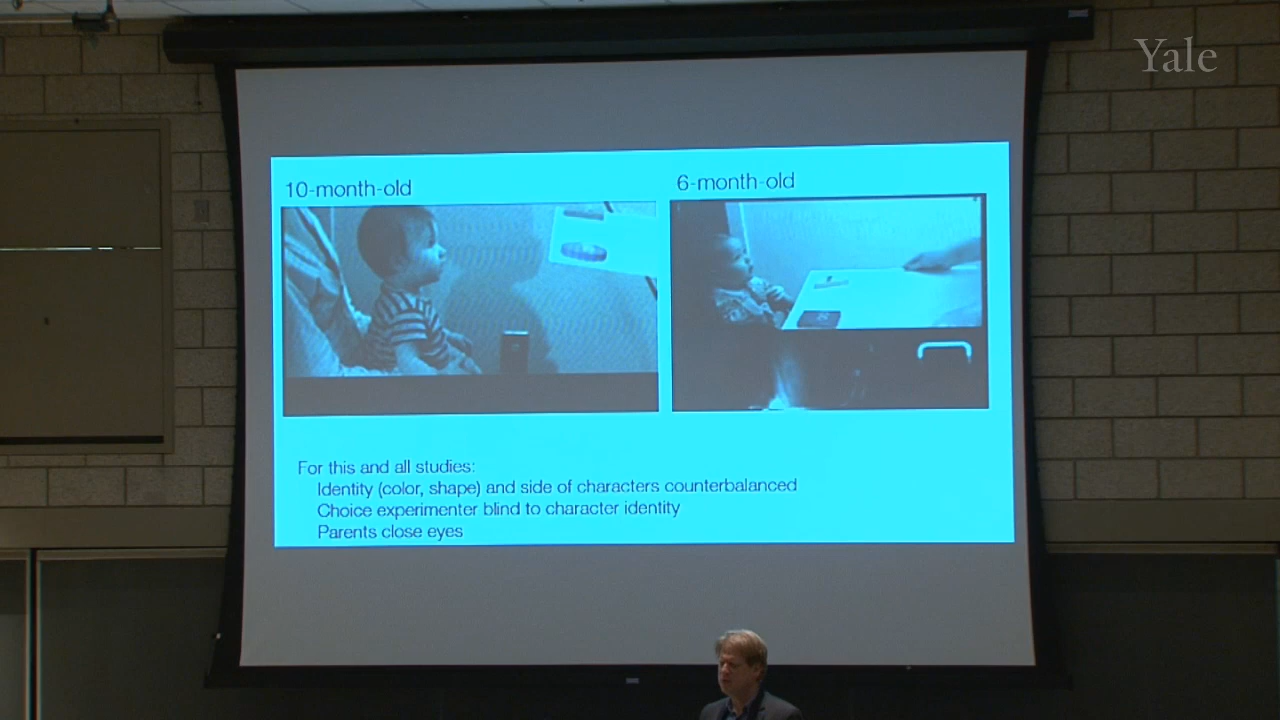 Yale
10-month-old
6-month-old
For this and all studies:
Identity (color, shape) and side of characters counterbalanced
Choice experimenter blind to character identity
Parents close eyes